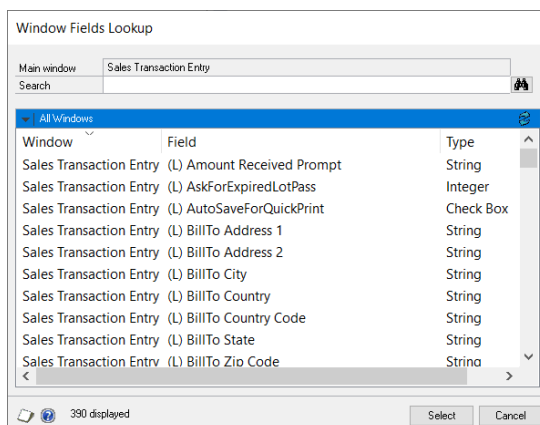 Window Fields Lookup
Main window Sales Transaction Entry
Search
All Windows
Window Field Type
Sales Transaction Entry (L) Amount Received Prompt String
Sales Transaction Entry (L) AskForExpiredLotPass Integer
Sales Transaction Entry (L) AutoSaveForQuickPrint Check Box
Sales Transaction Entry (L) BillTo Address 1 String
Sales Transaction Entry (L) BillTo Address 2 String
Sales Transaction Entry (L) BillTo City String
Sales Transaction Entry (L) BillTo Country String
Sales Transaction Entry (L) BillTo Country Code String
Sales Transaction Entry (L) BillTo State String
Sales Transaction Entry (L) BillTo Zip Code String
390 displayed Select Cancel